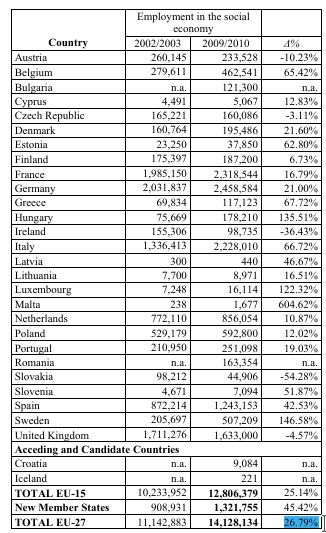 Employment in the social
economy
Country 2002/2003 2009/2010 Δ%
Austria 260,145 233,528 -10.23%
Belgium 279,611 462,541 65.42%
Bulgaria n.a. 121,300 n.a.
Cyprus 4,491 5,067 12.83%
Czech Republic 165,221 160,086 -3.11%
Denmark 160,764 195,486 21.60%
Estonia 23,250 37,850 62.80%
Finland 175,397 187,200 6.73%
France 1,985,150 2,318,544 16.79%
Germany 2,031,837 2,458,584 21.00%
Greece 69,834 117,123 67.72%
Hungary 75,669 178,210 135.51%
Ireland 155,306 98,735 -36.43%
Italy 1,336,413 2,228,010 66.72%
Latvia 300 440 46.67%
Lithuania 7,700 8,971 16.51%
Luxembourg 7,248 16,114 122.32%
Malta 238 1,677 604.62%
Netherlands 772,110 856,054 10.87%
Poland 529,179 592,800 12.02%
Portugal 210,950 251,098 19.03%
Romania n.a. 163,354 n.a.
Slovakia 98,212 44,906 -54.28%
Slovenia 4,671 7,094 51.87%
Spain 872,214 1,243,153 42.53%
Sweden 205,697 507,209 146.58%
United Kingdom 1,711,276 1,633,000 -4.57%
Acceding and Candidate Countries
Croatia n.a. 9,084 n.a.
Iceland n.a. 221 n.a.
TOTAL EU-15 10,233,952 12,806,379 25.14%
New Member States 908,931 1,321,755 45.42%
TOTAL EU-27 11,142,883 14,128,134 26.79%